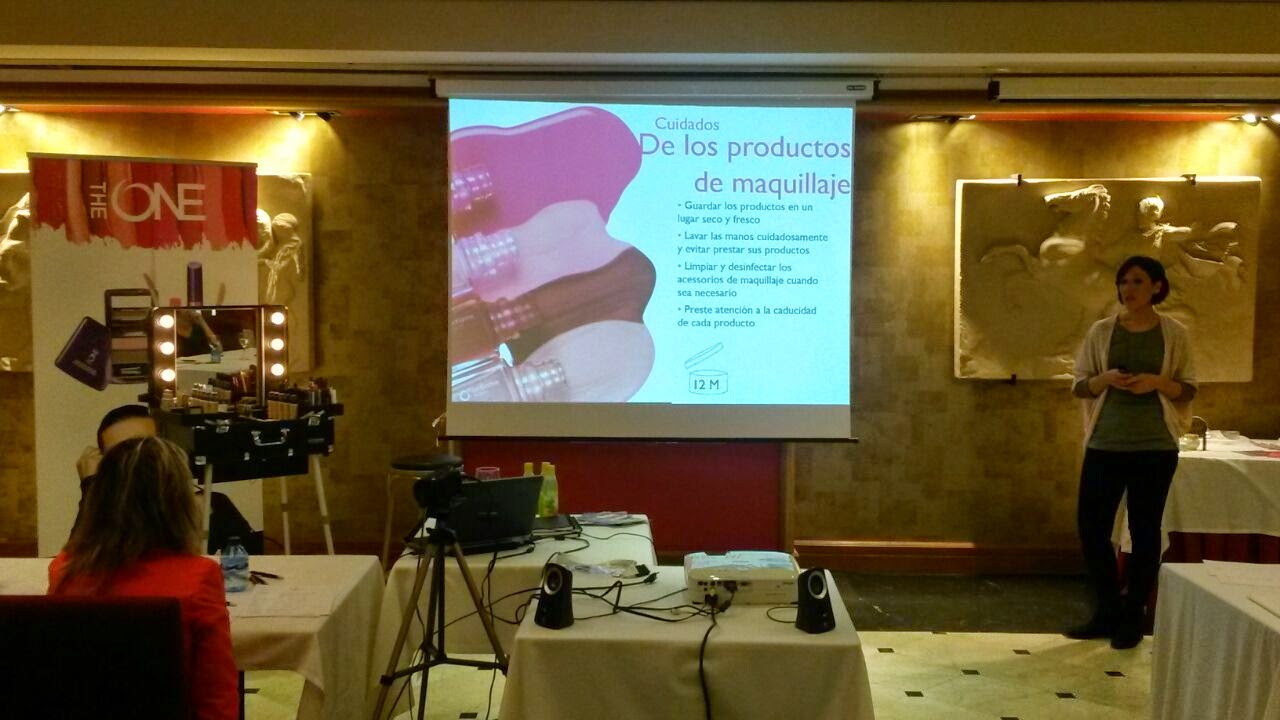 THE ONE
Cuidados
De los productos
de maquillaje
• Guardar los productos en un
lugar seco y fresco
• Lavar las manos cuidadosamente
y evitar prestar sus productos
• Limpiar y desinfectar los
acesorios de maquillaje cuando
sea necesario
• Preste atención a la caducidad
de cada producto
12 M